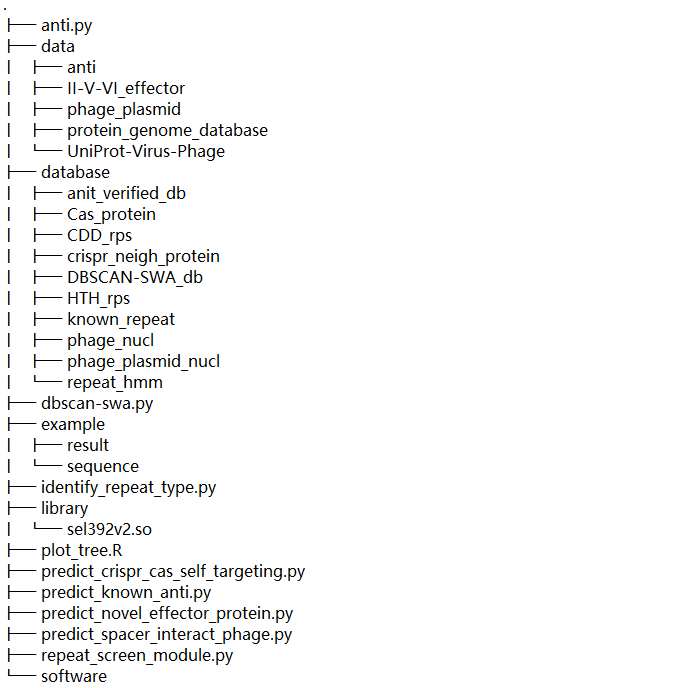 .
├── anti.py
├── data
│   ├── anti
│   ├── II-V-VI_effector
│   ├── phage_plasmid
│   ├── protein_genome_database
│   └── UniProt-Virus-Phage
├── database
│   ├── anit_verified_db
│   ├── Cas_protein
│   ├── CDD_rps
│   ├── crispr_neigh_protein
│   ├── DBSCAN-SWA_db
│   ├── HTH_rps
│   ├── known_repeat
│   ├── phage_nucl
│   ├── phage_plasmid_nucl
│   └── repeat_hmm
├── dbscan-swa.py
├── example
│   ├── result
│   └── sequence
├── identify_repeat_type.py
├── library
│   └── sel392v2.so
├── plot_tree.R
├── predict_crispr_cas_self_targeting.py
├── predict_known_anti.py
├── predict_novel_effector_protein.py
├── predict_spacer_interact_phage.py
├── repeat_screen_module.py
└── software